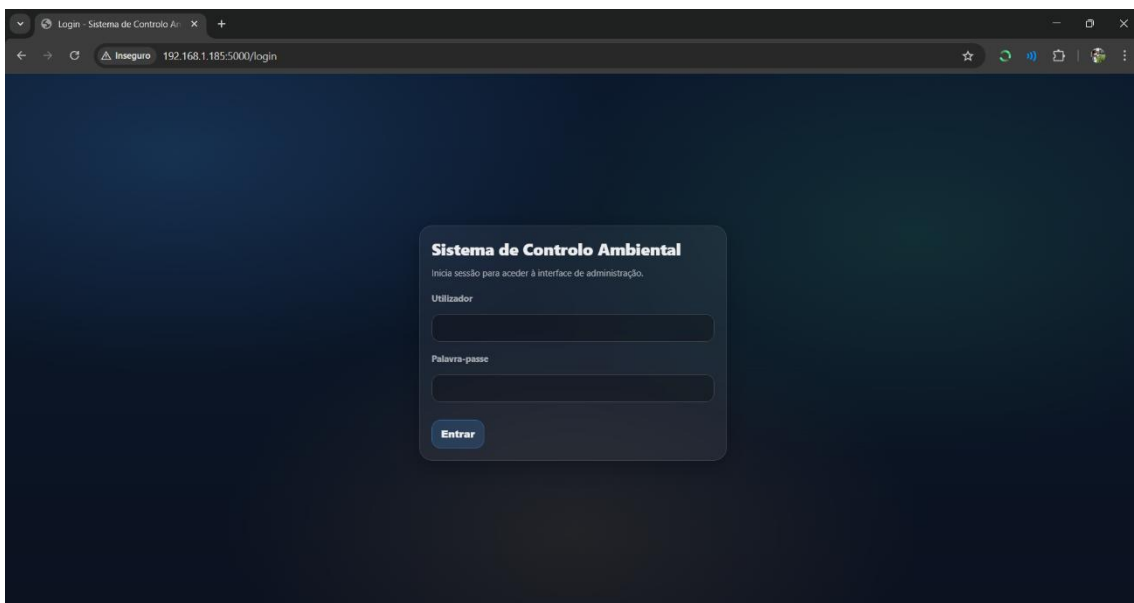 Login - Sistema de Controlo An
Inseguro 192.168.1.185:5000/login
Sistema de Controlo Ambiental
Inicia sessão para aceder à interface de administração.
Utilizador
Palavra-passe
Entrar